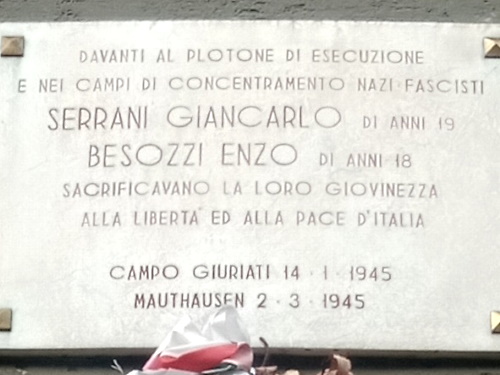 DAVANTI AL PLOTONE DI ESECUZIONE
E NEI CAMPI DI CONCENTRAMENTO NAZI-FASCISTI
SERRANI GIANCARLO DI ANNI 19
BESOZZI ENZO DI ANNI 18
SACRIFICAVANO LA LORO GIOVINEZZA
ALLA LIBERTA' ED ALLA PACE D'ITALIA
CAMPO GIURIATI 14·1·1945
MAUTHAUSEN 2·3·1945